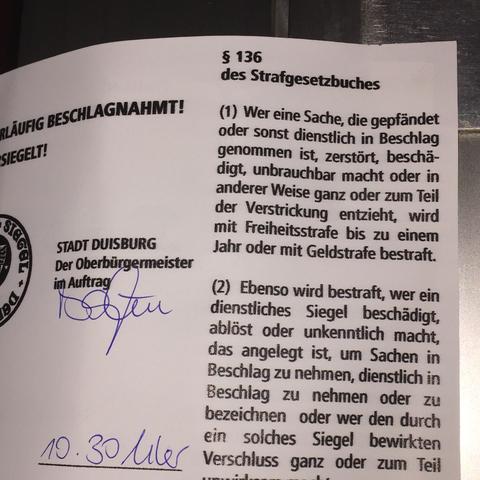 RLÄUFIG BESCHLAGNAHMT!
RSIEGELT!
SIEGEL
Der
STADT DUISBURG
Der Oberbürgermeister
im Auftrag
10.30 Uhr
§ 136
des Strafgesetzbuches
(1) Wer eine Sache, die gepfändet
oder sonst dienstlich in Beschlag
genommen ist, zerstört, beschä-
digt, unbrauchbar macht oder in
anderer Weise ganz oder zum Teil
der Verstrickung entzieht, wird
mit Freiheitsstrafe bis zu einem
Jahr oder mit Geldstrafe bestraft.
(2) Ebenso wird bestraft, wer ein
dienstliches Siegel beschädigt,
ablöst oder unkenntlich macht,
das angelegt ist, um Sachen in
Beschlag zu nehmen, dienstlich in
Beschlag zu nehmen oder zu
bezeichnen oder wer den durch
ein solches Siegel bewirkten
Verschluss ganz oder zum Teil